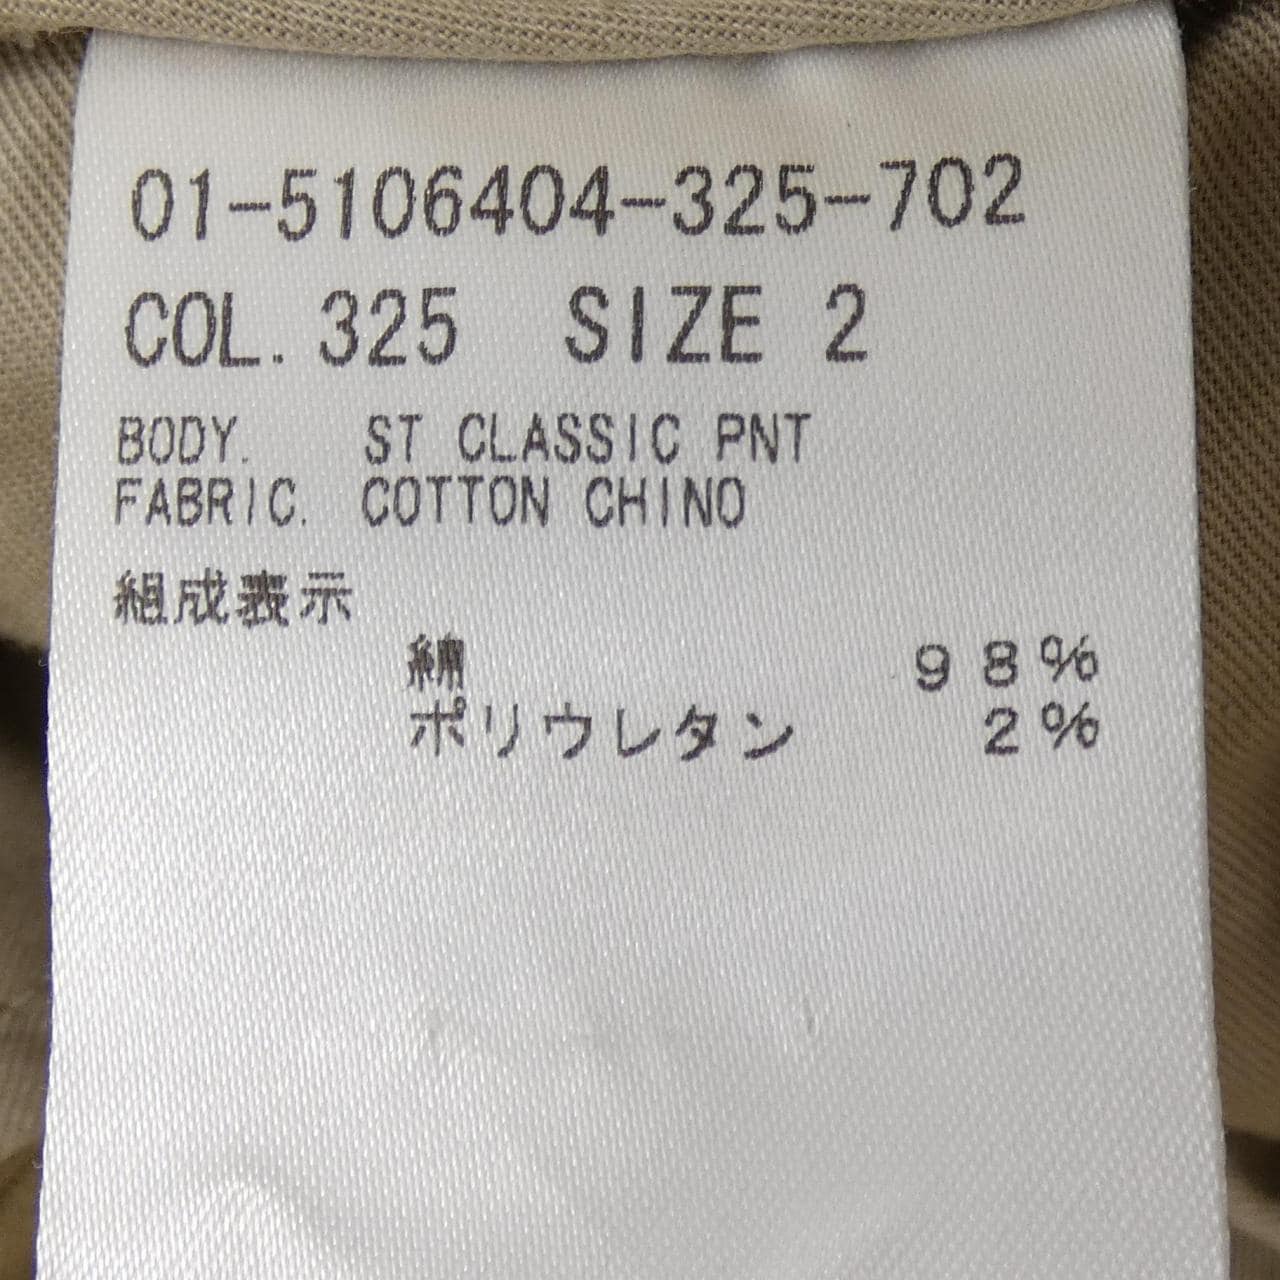 01-5106404-325-702
COL. 325 SIZE 2
BODY. ST CLASSIC PNT
FABRIC. COTTON CHINO
組成表示
綿 98%
ポリウレタン 2%